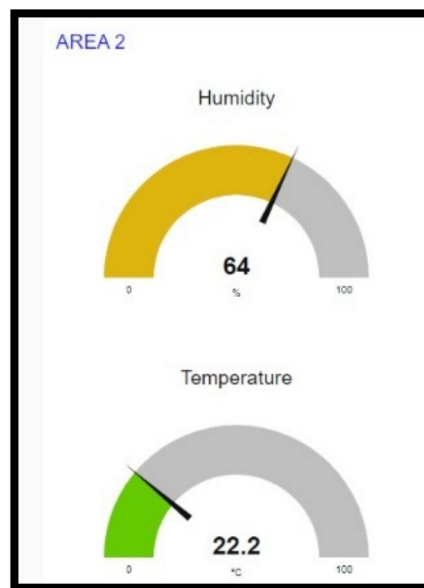 AREA 2
Humidity
64
0 % 100
Temperature
22.2
0 °C 100